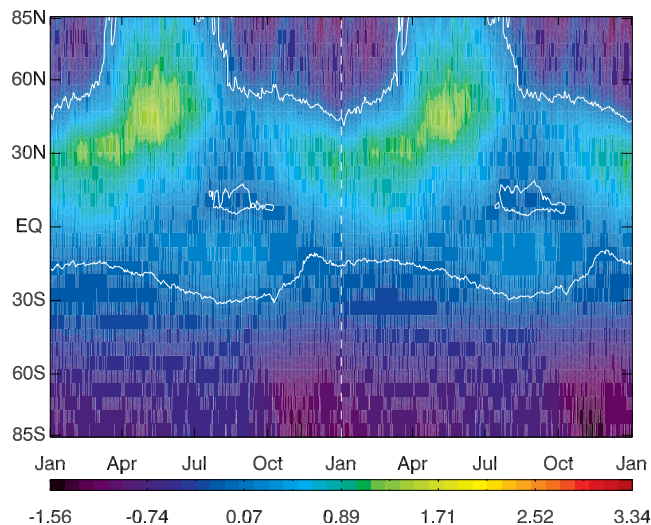 85N
60N
30N
EQ
30S
60S
85S
Jan Apr Jul Oct Jan Apr Jul Oct Jan
-1.56 -0.74 0.07 0.89 1.71 2.52 3.34